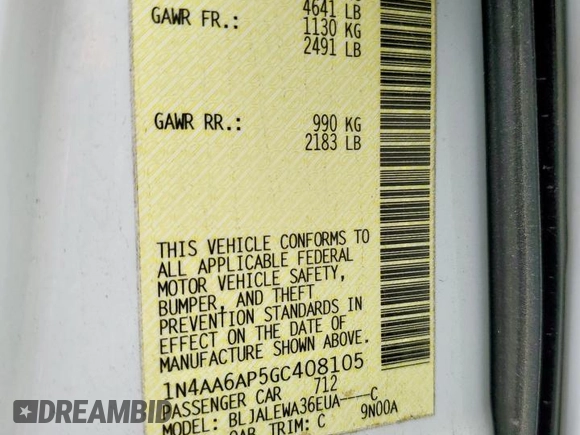 4641 LB
GAWR FR.: 1130 KG
2491 LB
GAWR RR.: 990 KG
2183 LB
THIS VEHICLE CONFORMS TO
ALL APPLICABLE FEDERAL
MOTOR VEHICLE SAFETY,
BUMPER, AND THEFT
PREVENTION STANDARDS IN
EFFECT ON THE DATE OF
MANUFACTURE SHOWN ABOVE.
1N4AA6AP5GC408105
PASSENGER CAR 712
MODEL: BLJALEWA36EUA----C
9N00A
TRIM: C
DREAMBID